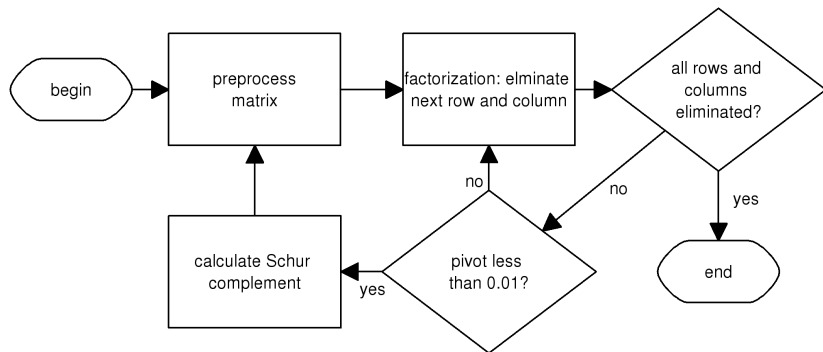 begin
preprocess
matrix
factorization: elminate
next row and column
all rows and
columns
eliminated?
no
no
yes
calculate Schur
complement
yes
pivot less
than 0.01?
end